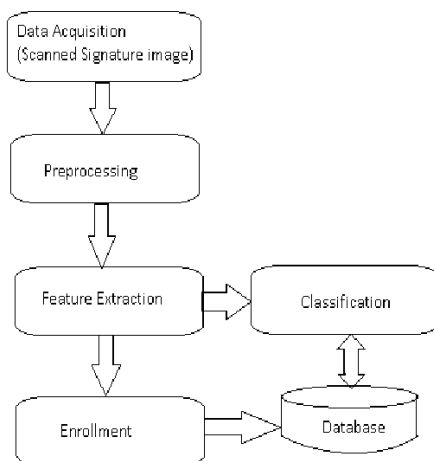 Data Acquisition
(Scanned Signature image)
Preprocessing
Feature Extraction
Classification
Enrollment
Database